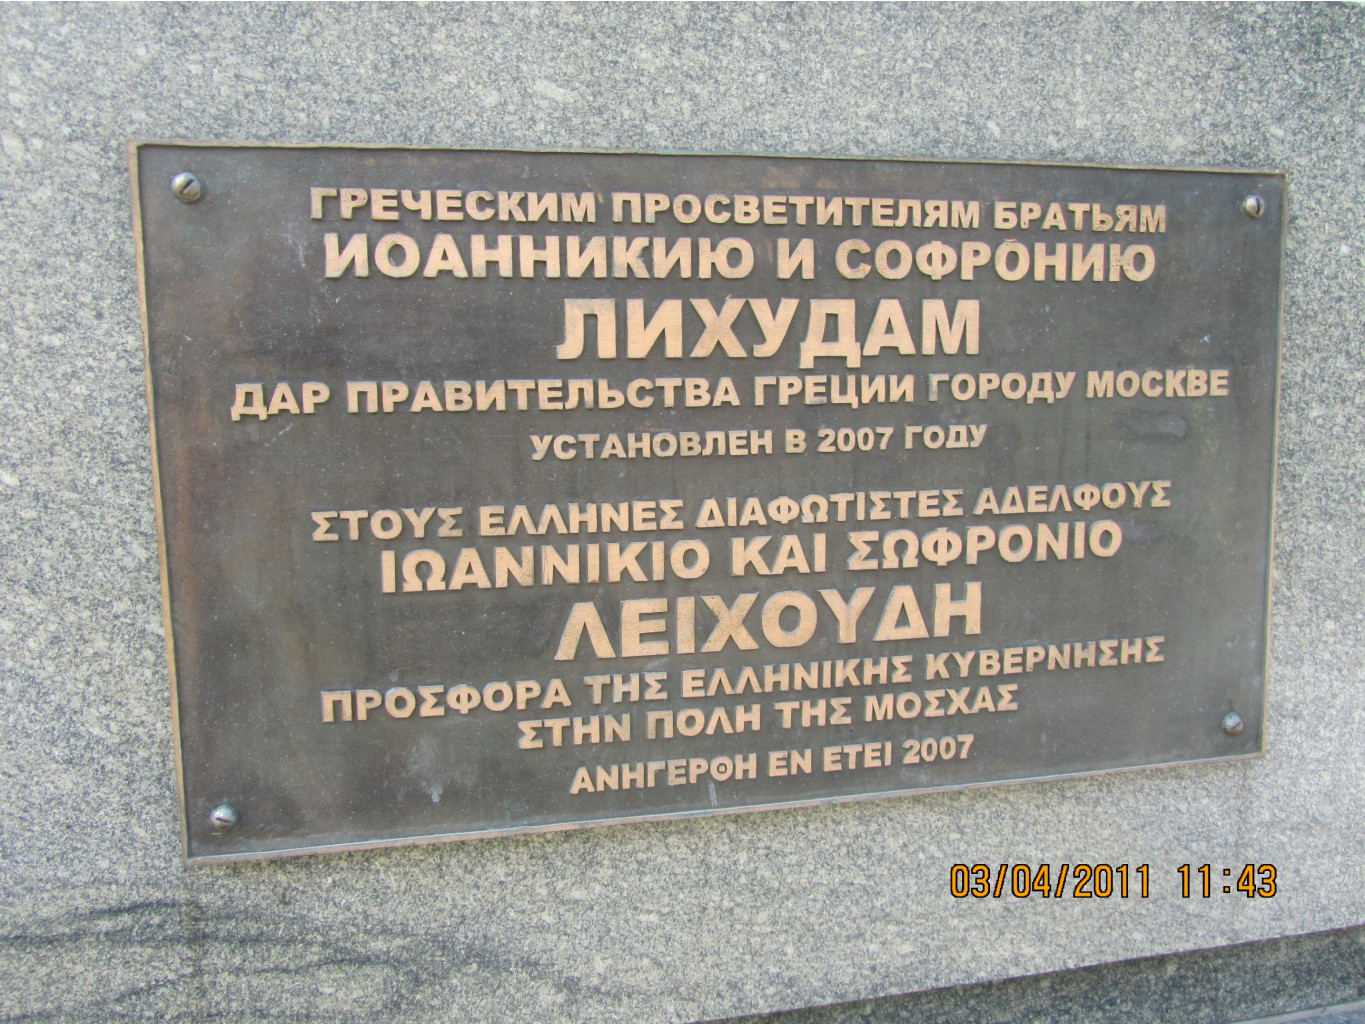 ГРЕЧЕСКИМ ПРОСВЕТИТЕЛЯМ БРАТЬЯМ
ИОАННИКИЮ И СОФРОНИЮ
ЛИХУДАМ
ДАР ПРАВИТЕЛЬСТВА ГРЕЦИИ ГОРОДУ МОСКВЕ
УСТАНОВЛЕН В 2007 ГОДУ
ΣΤΟΥΣ ΕΛΛΗΝΕΣ ΔΙΑΦΩΤΙΣΤΕΣ ΑΔΕΛΦΟΥΣ
ΙΩΑΝΝΙΚΙΟ ΚΑΙ ΣΩΦΡΟΝΙΟ
ΛΕΙΧΟΥΔΗ
ΠΡΟΣΦΟΡΑ ΤΗΣ ΕΛΛΗΝΙΚΗΣ ΚΥΒΕΡΝΗΣΗΣ
ΣΤΗΝ ΠΟΛΗ ΤΗΣ ΜΟΣΧΑΣ
ΑΝΗΓΕΡΘΗ ΕΝ ΕΤΕΙ 2007
03/04/2011 11:43